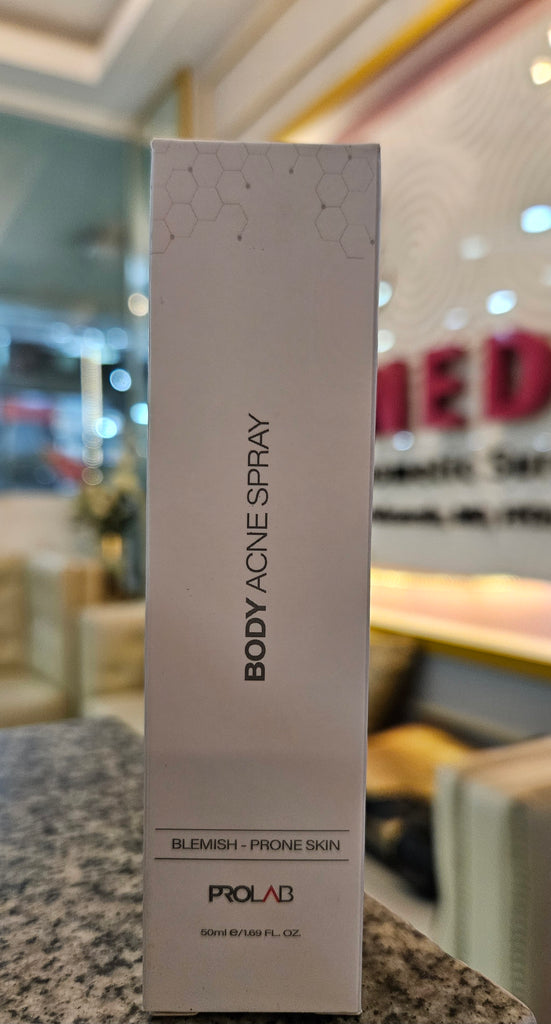 BODY ACNE SPRAY
BLEMISH - PRONE SKIN
PROLAB
50ml e/1.69 FL. OZ.
MED